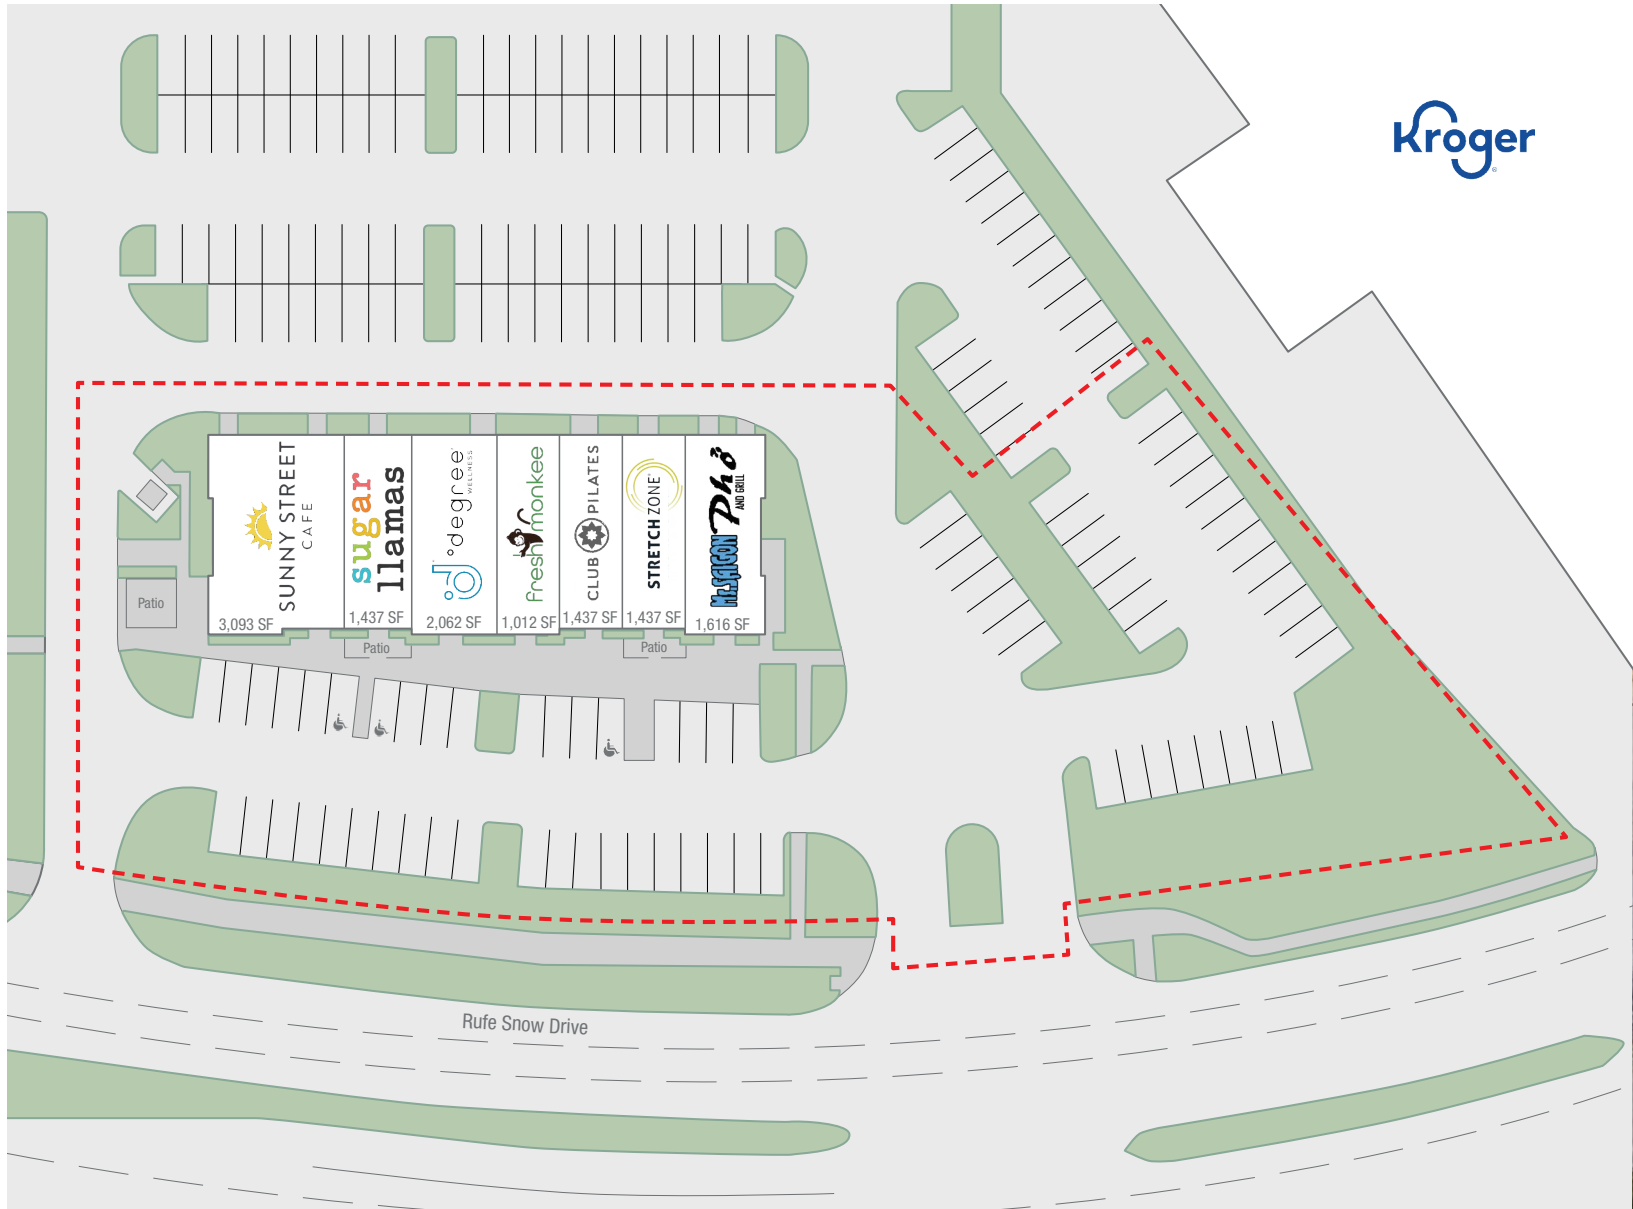 Kroger
SUNNY STREET
CAFE
3,093 SF
sugar
llamas
1,437 SF
°degree
WELLNESS
2,062 SF
freshmonkee
1,012 SF
CLUB PILATES
1,437 SF
STRETCH ZONE
1,437 SF
Mr. SAIGON
Phở
AND GRILL
1,616 SF
Patio
Patio
Patio
Rufe Snow Drive